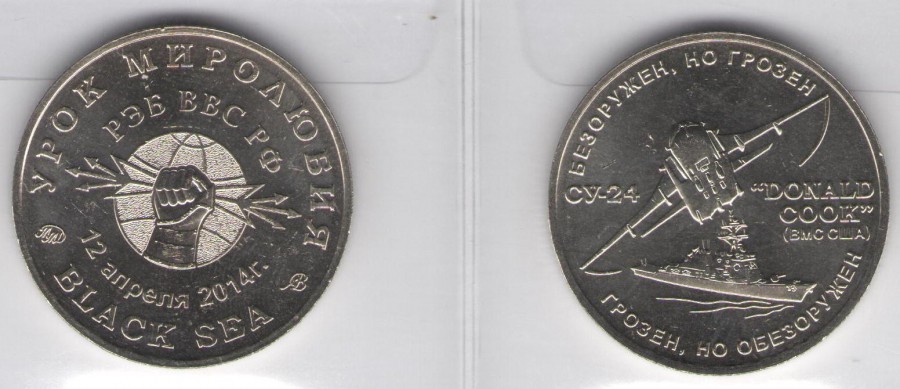 УРОК МИРОЛЮБИЯ
РЭБ ВВС РФ
12 апреля 2014г.
BLACK SEA
БЕЗОРУЖЕН, НО ГРОЗЕН
СУ-24
“DONALD
COOK”
(ВМС США)
ГРОЗЕН, НО ОБЕЗОРУЖЕН